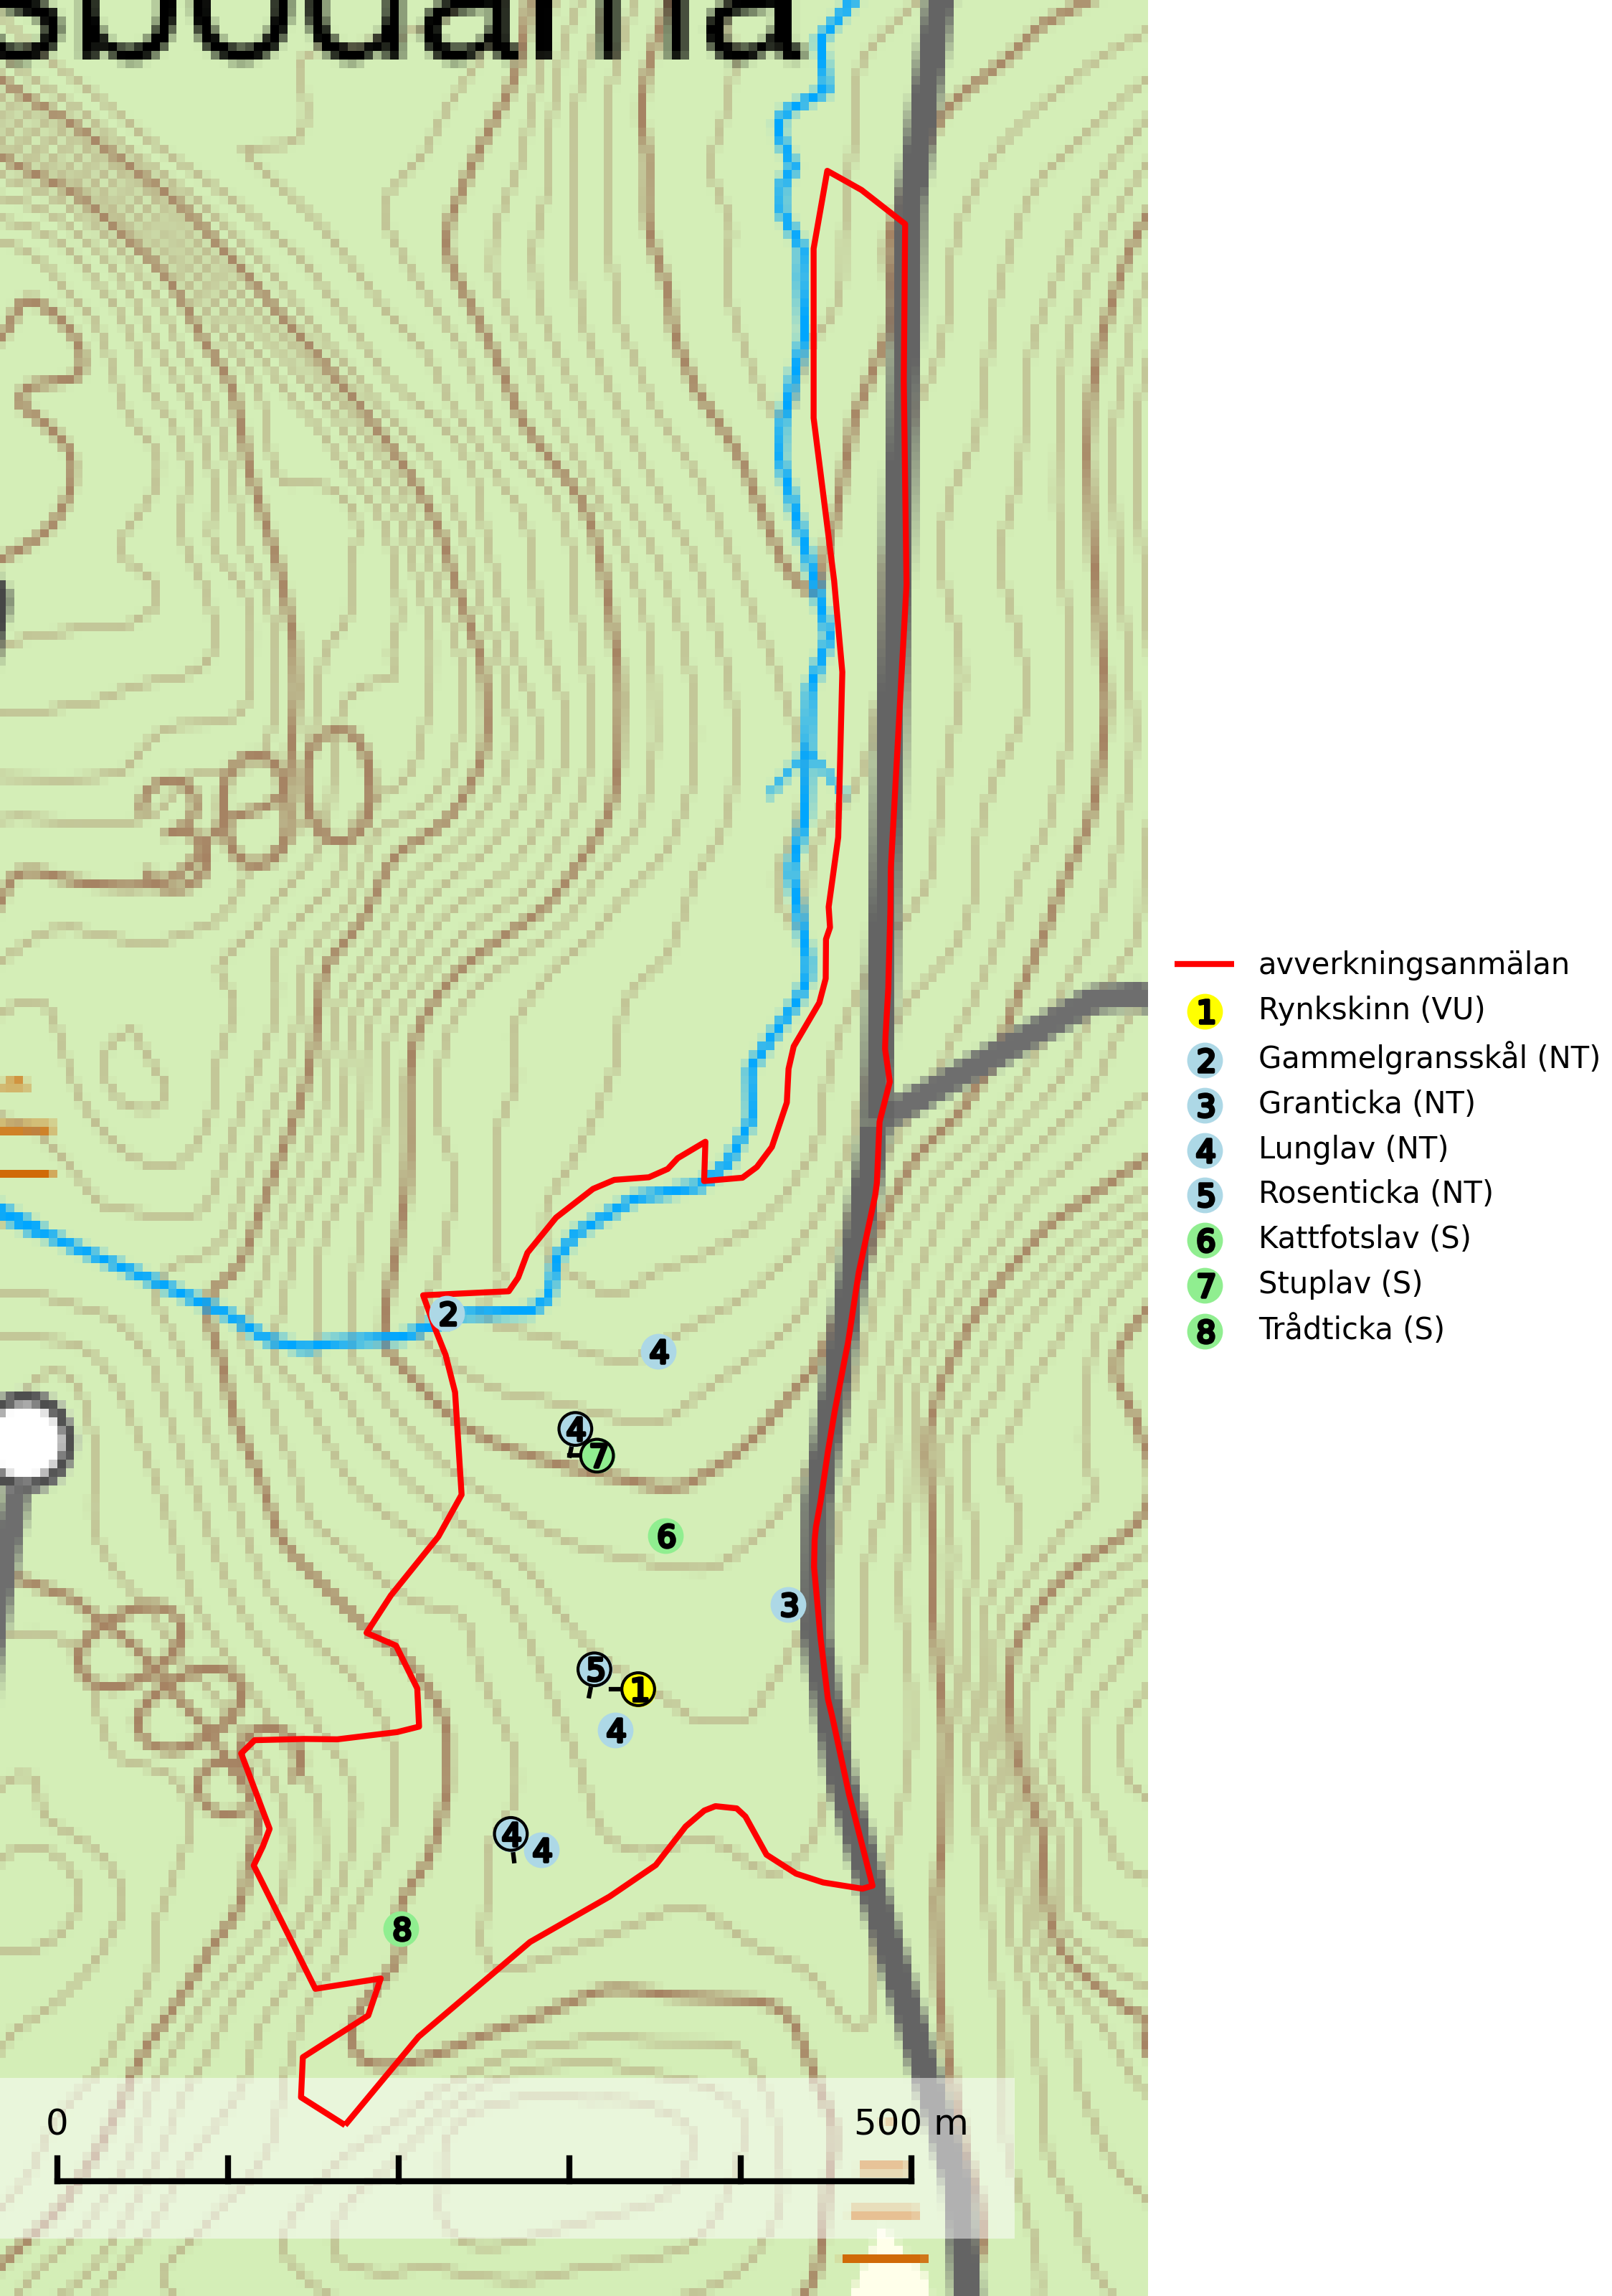 380
avverkningsanmälan
1 Rynkskinn (VU)
2 Gammelgransskål (NT)
3 Granticka (NT)
4 Lunglav (NT)
5 Rosenticka (NT)
6 Kattfotslav (S)
7 Stuplav (S)
8 Trådticka (S)
2
4
4
7
6
3
5
1
4
4
4
8
0 500 m